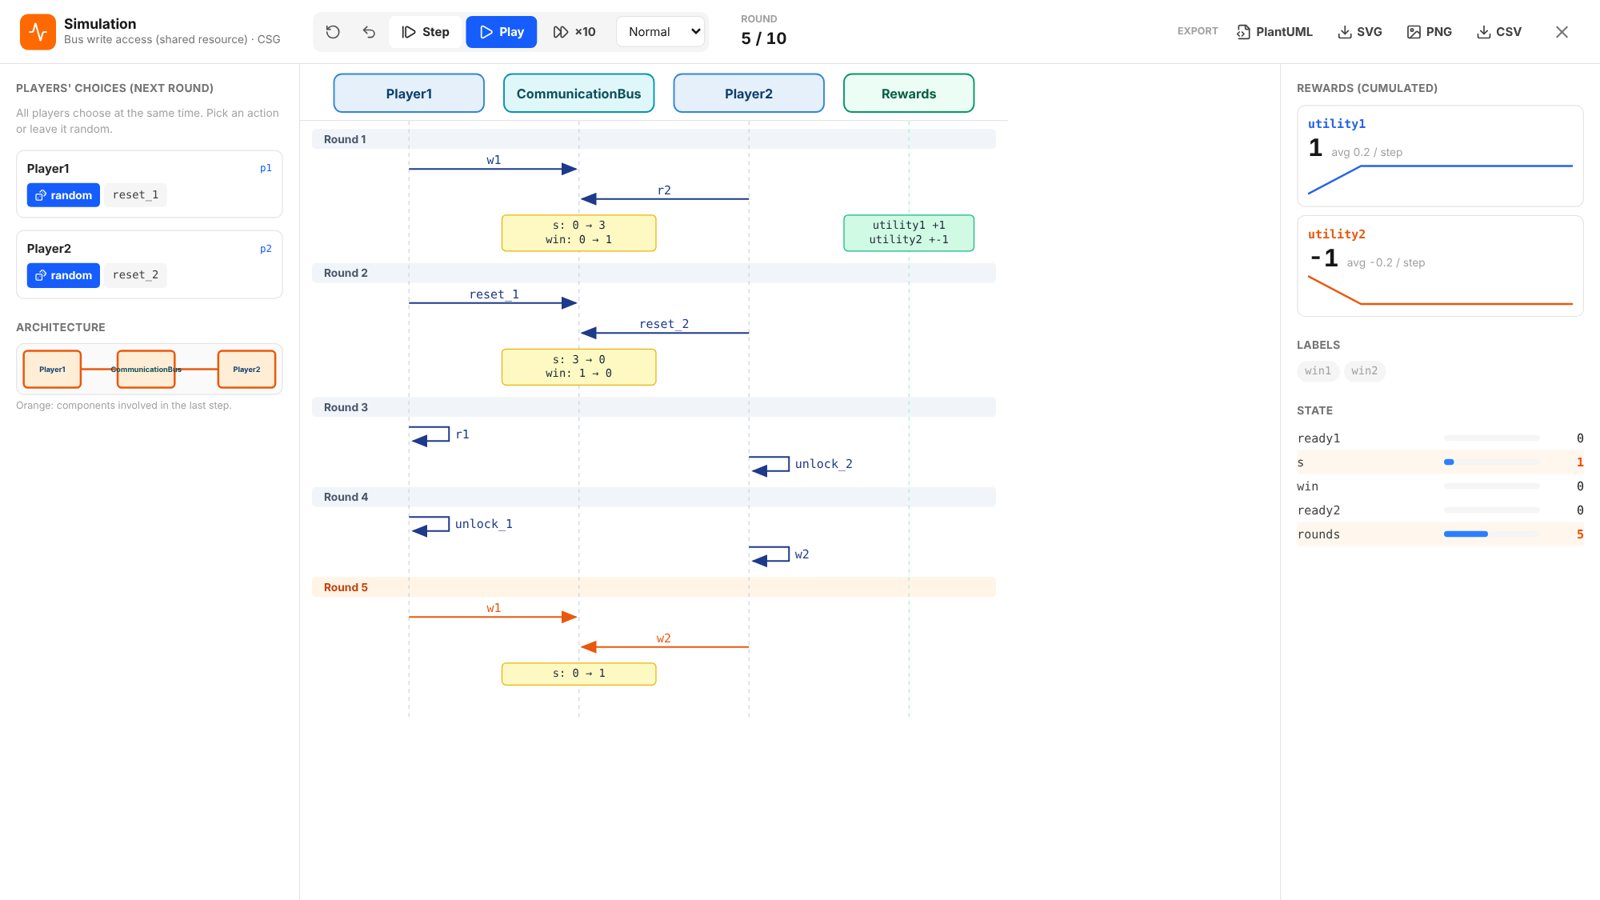 Simulation
Bus write access (shared resource) · CSG
Step
Play
×10
Normal
ROUND
5 / 10
EXPORT
PlantUML
SVG
PNG
CSV
PLAYERS' CHOICES (NEXT ROUND)
All players choose at the same time. Pick an action
or leave it random.
Player1
p1
random
reset_1
Player2
p2
random
reset_2
ARCHITECTURE
Player1
CommunicationBus
Player2
Orange: components involved in the last step.
Player1
CommunicationBus
Player2
Rewards
Round 1
w1
r2
s: 0 → 3
win: 0 → 1
utility1 +1
utility2 +-1
Round 2
reset_1
reset_2
s: 3 → 0
win: 1 → 0
Round 3
r1
unlock_2
Round 4
unlock_1
w2
Round 5
w1
w2
s: 0 → 1
REWARDS (CUMULATED)
utility1
1 avg 0.2 / step
utility2
-1 avg -0.2 / step
LABELS
win1 win2
STATE
ready1 0
s 1
win 0
ready2 0
rounds 5